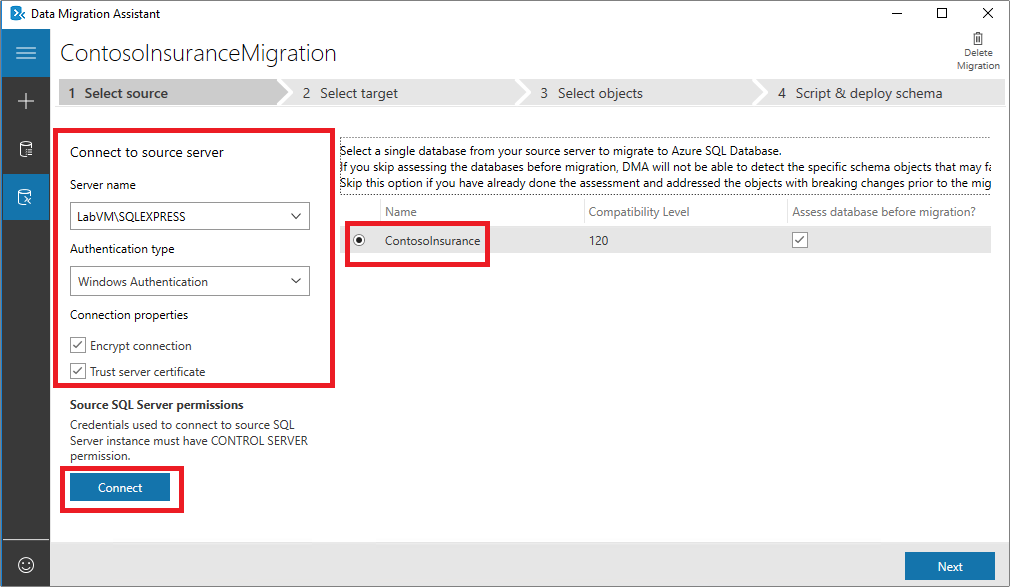 Data Migration Assistant
ContosoInsuranceMigration
Delete
Migration
1 Select source
2 Select target
3 Select objects
4 Script & deploy schema
Connect to source server
Server name
LabVM\SQLEXPRESS
Authentication type
Windows Authentication
Connection properties
Encrypt connection
Trust server certificate
Source SQL Server permissions
Credentials used to connect to source SQL
Server instance must have CONTROL SERVER
permission.
Connect
Select a single database from your source server to migrate to Azure SQL Database.
If you skip assessing the databases before migration, DMA will not be able to detect the specific schema objects that may fa
Skip this option if you have already done the assessment and addressed the objects with breaking changes prior to the mig
Name Compatibility Level Assess database before migration?
ContosoInsurance 120
Next